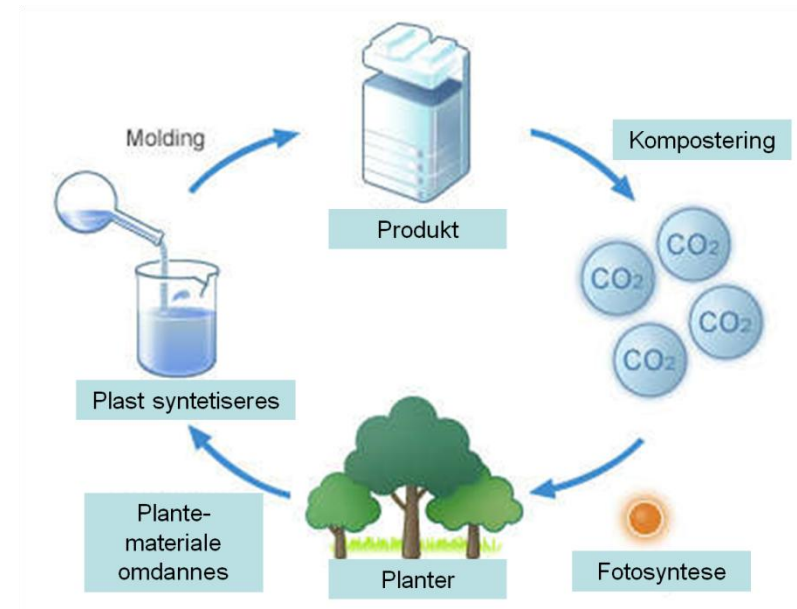 Molding
Produkt
Kompostering
CO2
CO2
CO2
CO2
Plast syntetiseres
Plante-
materiale
omdannes
Planter
Fotosyntese